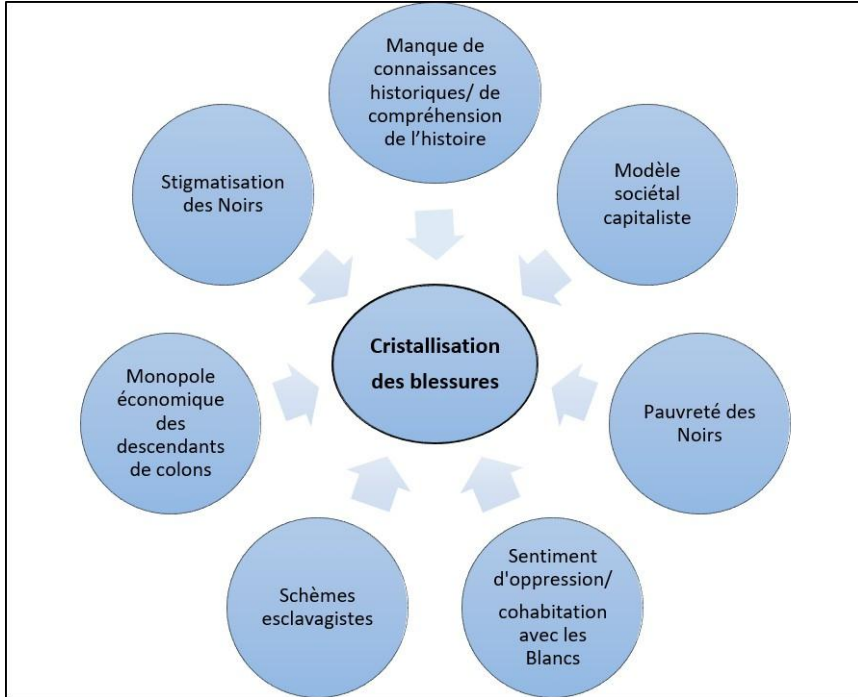 Manque de
connaissances
historiques/ de
compréhension
de l’histoire
Modèle
sociétal
capitaliste
Pauvreté des
Noirs
Sentiment
d'oppression/
cohabitation
avec les
Blancs
Schèmes
esclavagistes
Monopole
économique
des
descendants
de colons
Stigmatisation
des Noirs
Cristallisation
des blessures